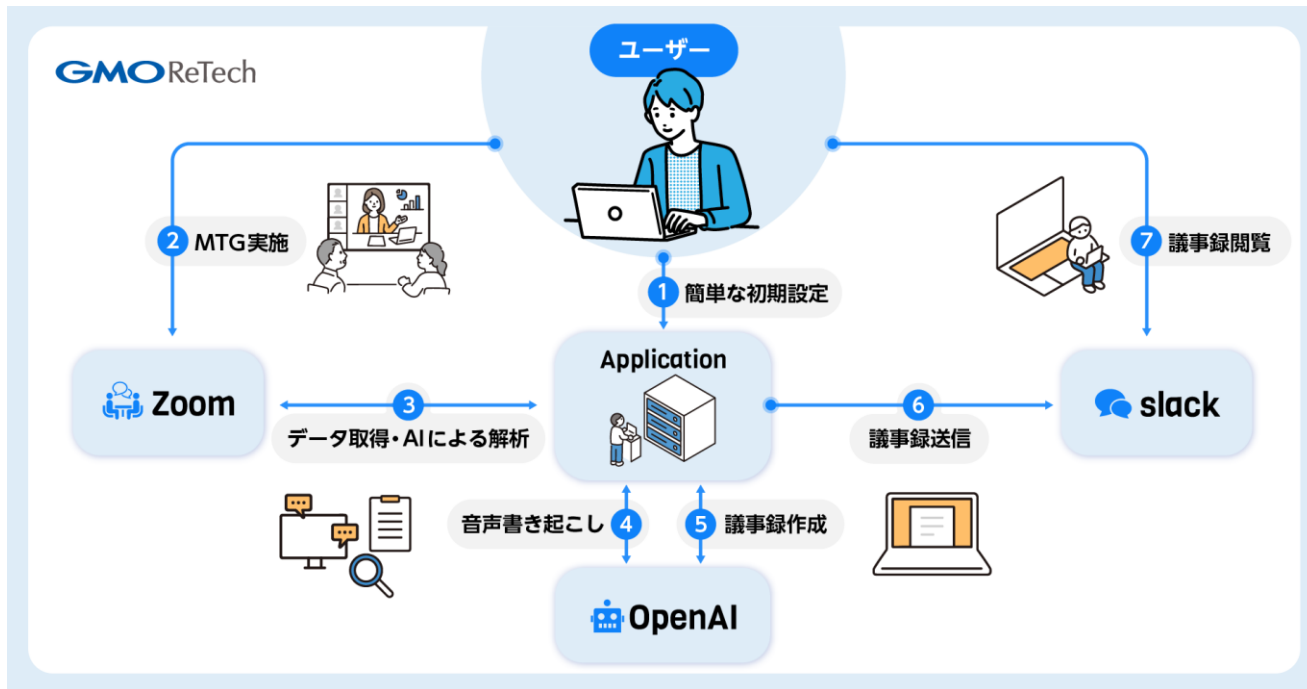 GMO ReTech
ユーザー
2 MTG実施
7 議事録閲覧
1 簡単な初期設定
Application
Zoom
3
データ取得・AIによる解析
6
議事録送信
slack
音声書き起こし 4
5 議事録作成
OpenAI